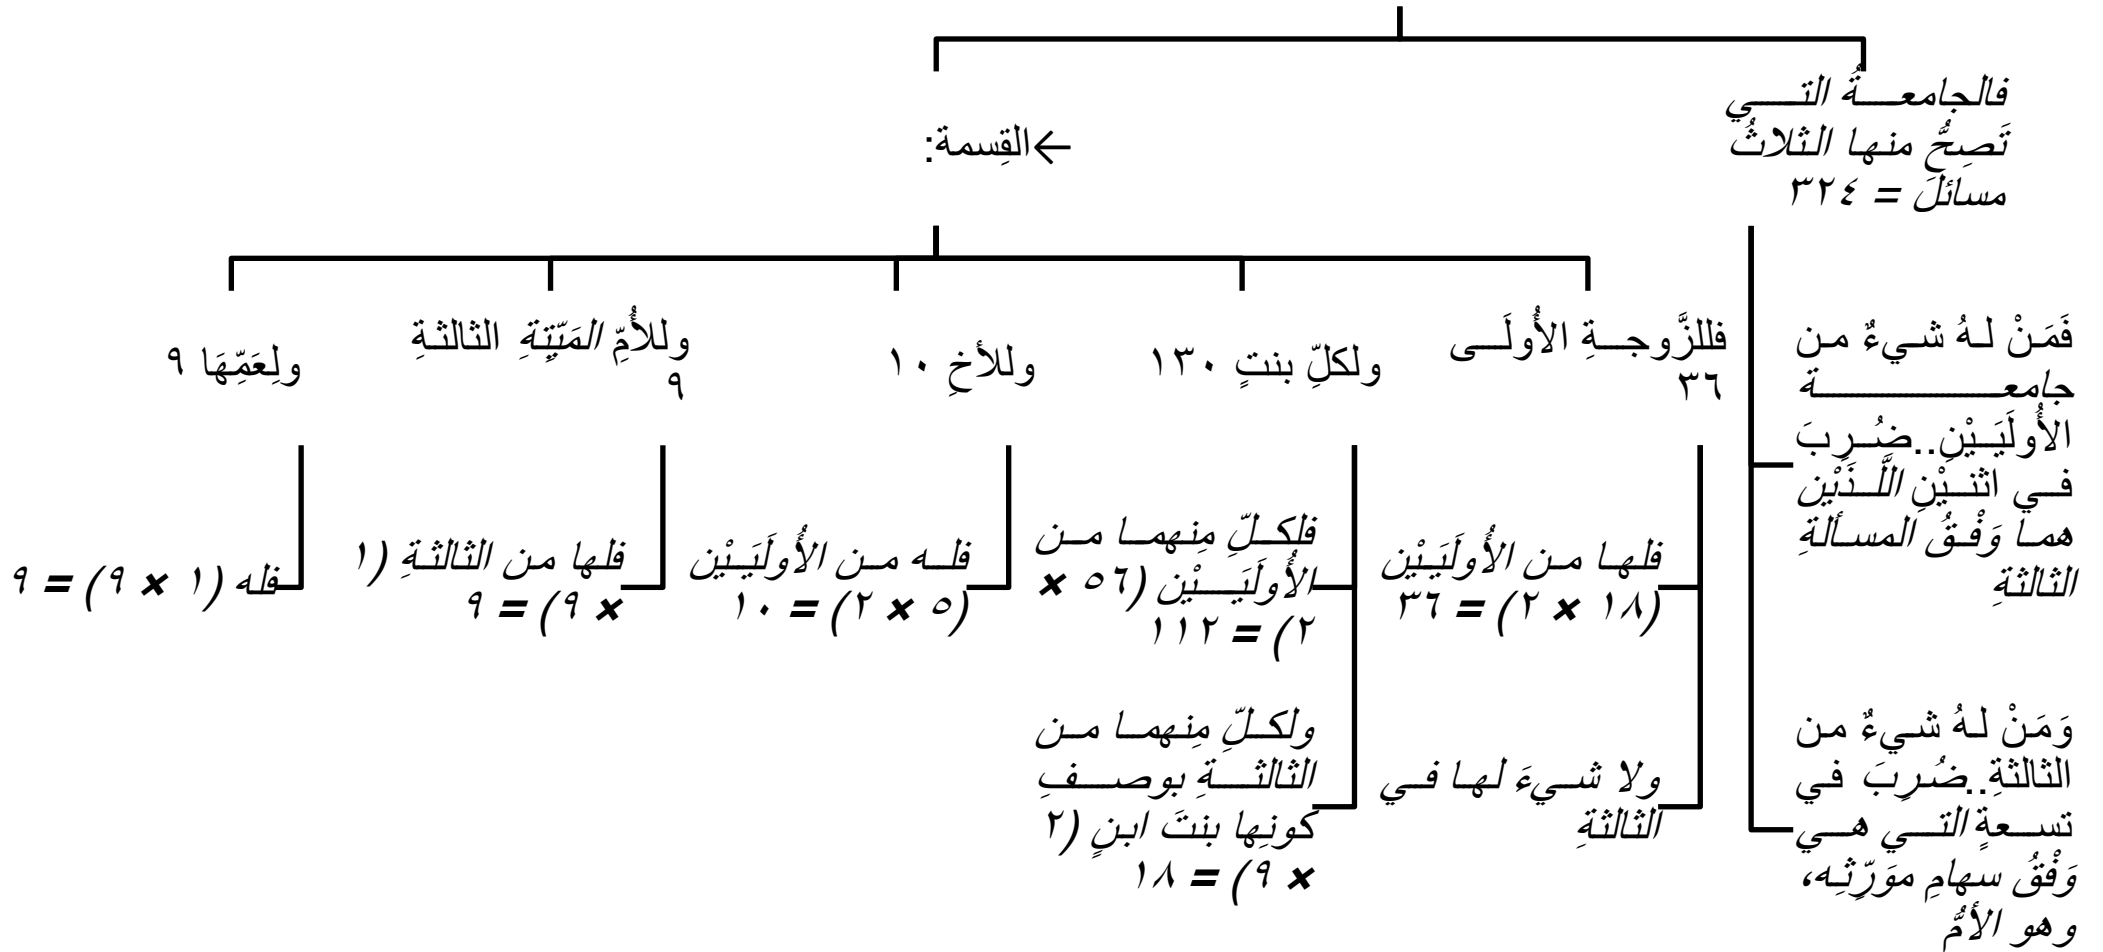 فالجامعةُ التي
تَصِحُّ منها الثلاثُ
مسائلَ = ٣٢٤
←القِسمة:
فَمَنْ لهُ شيءٌ من
جامعة
الأُولَيَيْنِ..ضُرِبَ
في اثنيْنِ اللَّذَيْن
هما وَفْقُ المسألةِ
الثالثةِ
وَمَنْ لهُ شيءٌ من
الثالثةِ..ضُرِبَ في
تسعةٍ التي هي
وَفْقُ سهامِ موَرِّثِه،
وهو الأمُّ
فللزَّوجةِ الأُولَى
٣٦
ولكلِّ بنتٍ ١٣٠
وللأخِ ١٠
وللأُمِّ المَيّتِةِ الثالثةِ
٩
ولِعَمِّهَا ٩
فلها من الأُولَيَيْن
(١٨ × ٢) = ٣٦
ولا شيءَ لها في
الثالثةِ
فلكلِّ مِنهما من
الأُولَيَيْن (٥٦ ×
٢) = ١١٢
ولكلِّ مِنهما من
الثالثةِ بوصفِ
كونِها بنتَ ابنٍ (٢
× ٩) = ١٨
فله من الأُولَيَيْن
(٥ × ٢) = ١٠
فلها من الثالثةِ (١
× ٩) = ٩
فله (١ × ٩) = ٩